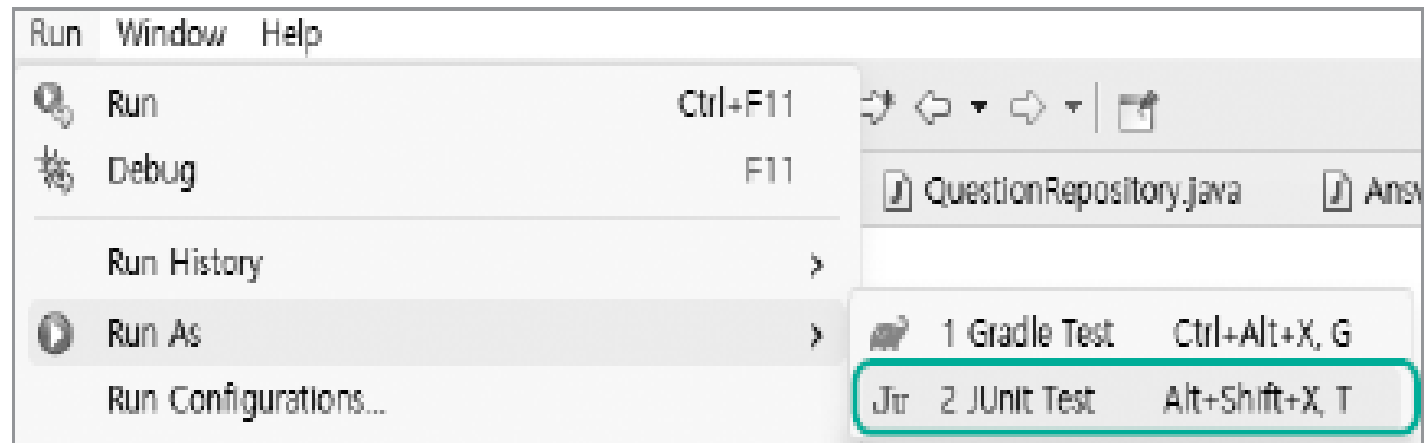 Run Window Help
Run Ctrl+F11
Debug F11
QuestionRepository.java Answ
Run History
Run As
1 Gradle Test Ctrl+Alt+X, G
Run Configurations...
2 JUnit Test Alt+Shift+X, T